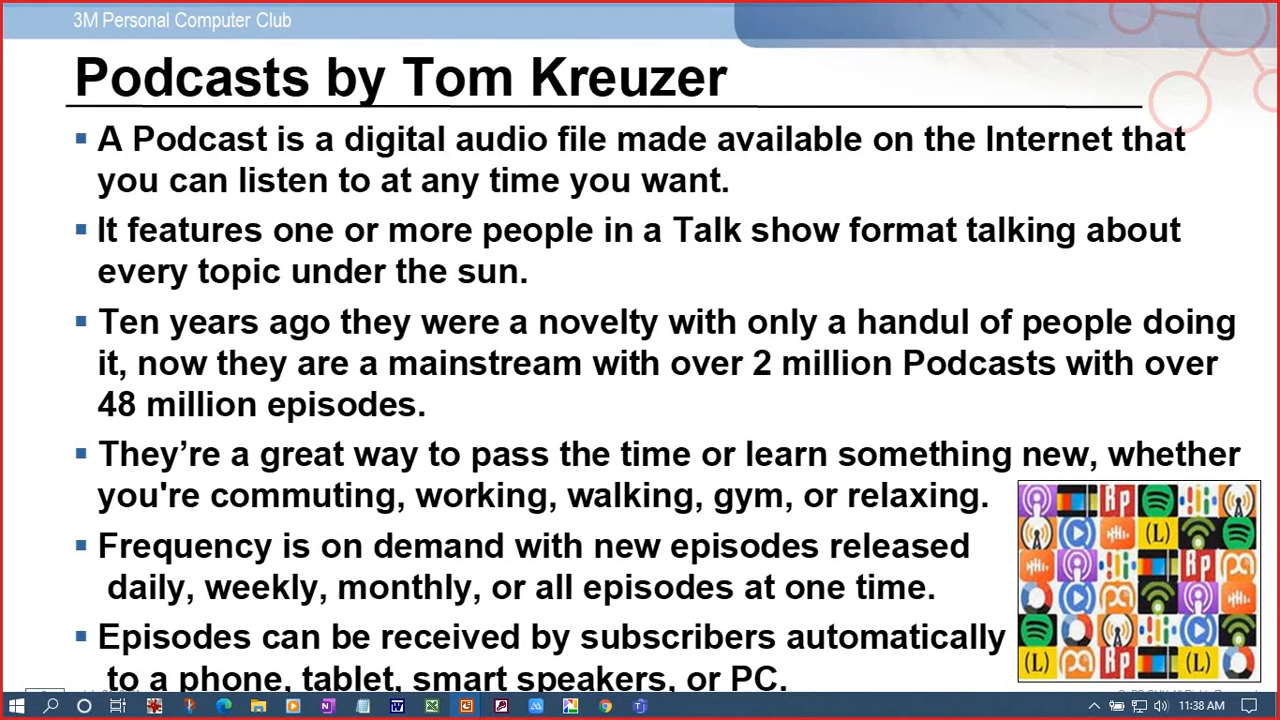 3M Personal Computer Club
Podcasts by Tom Kreuzer
▪ A Podcast is a digital audio file made available on the Internet that
you can listen to at any time you want.
▪ It features one or more people in a Talk show format talking about
every topic under the sun.
▪ Ten years ago they were a novelty with only a handul of people doing
it, now they are a mainstream with over 2 million Podcasts with over
48 million episodes.
▪ They’re a great way to pass the time or learn something new, whether
you're commuting, working, walking, gym, or relaxing.
▪ Frequency is on demand with new episodes released
daily, weekly, monthly, or all episodes at one time.
▪ Episodes can be received by subscribers automatically
to a phone, tablet, smart speakers, or PC.
Rp
(L)
Rp
(L) Rp (L)
11:38 AM